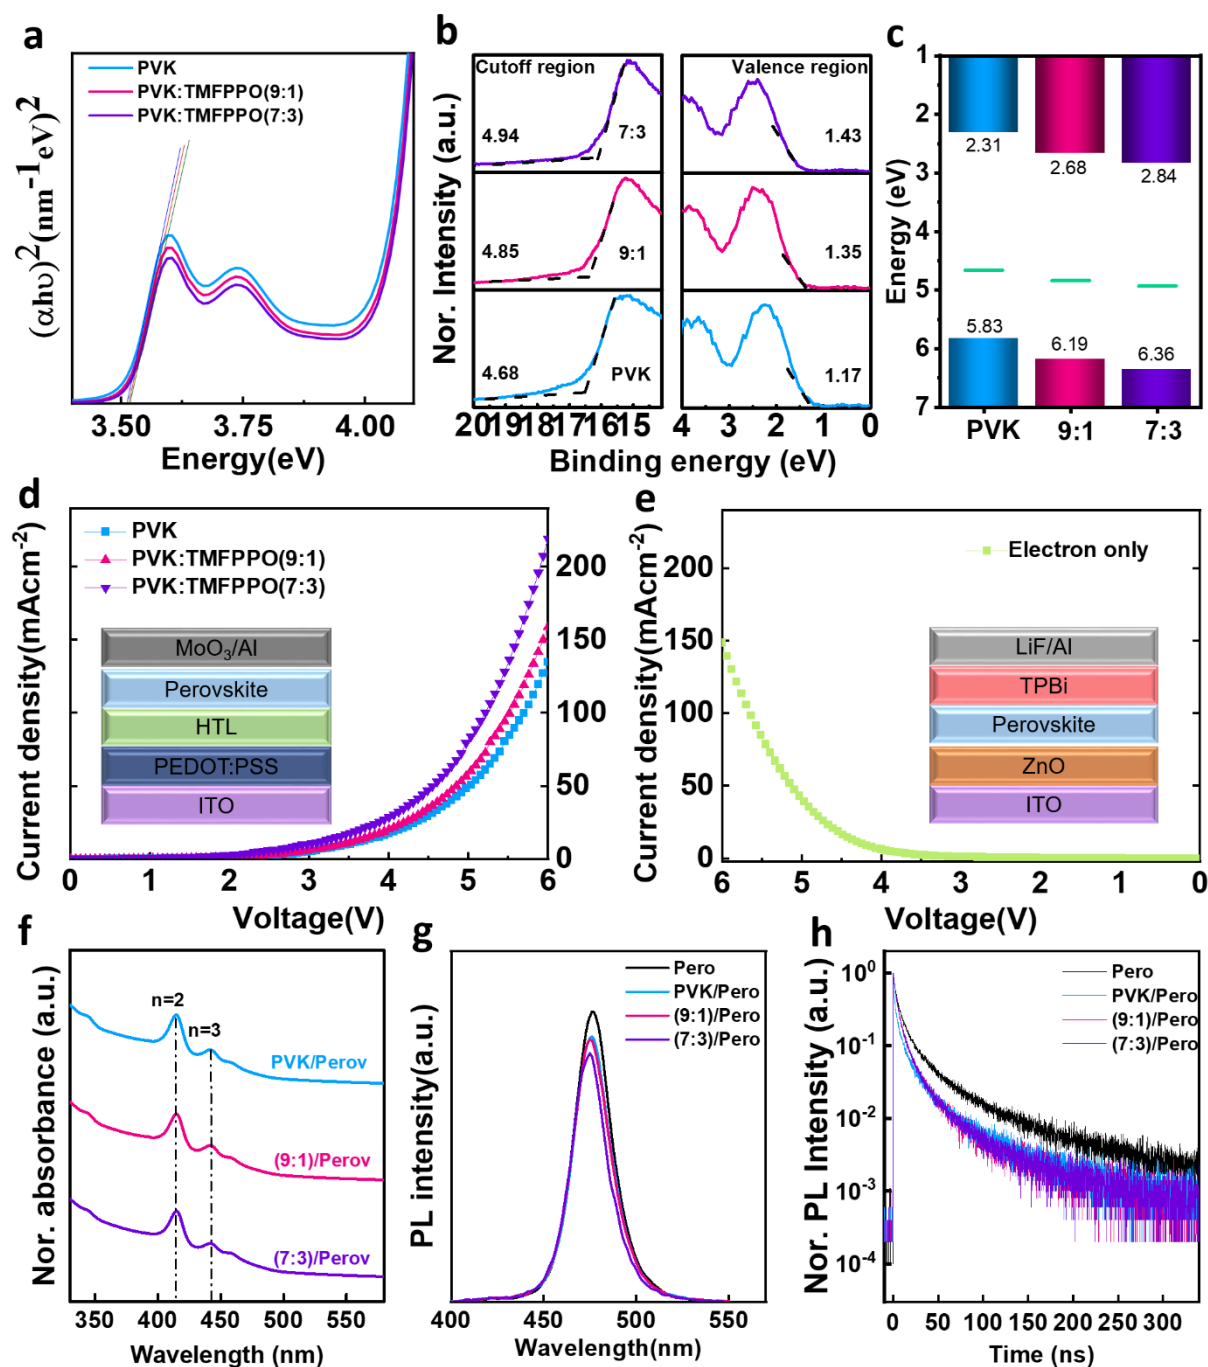 a
PVK
PVK:TMFPPO(9:1)
PVK:TMFPPO(7:3)
(αhυ)² (nm⁻¹eV)²
3.50 3.75 4.00
Energy(eV)
b
Cutoff region
Valence region
4.94
7:3
1.43
4.85
9:1
1.35
4.68
PVK
1.17
Nor. Intensity (a.u.)
20 19 18 17 16 15
4 3 2 1 0
Binding energy (eV)
c
1
2
3
4
5
6
7
Energy (eV)
2.31
2.68
2.84
5.83
6.19
6.36
PVK 9:1 7:3
d
PVK
PVK:TMFPPO(9:1)
PVK:TMFPPO(7:3)
MoO₃/Al
Perovskite
HTL
PEDOT:PSS
ITO
200
150
100
50
0
Current density(mAcm⁻²)
0 1 2 3 4 5 6
Voltage(V)
e
Electron only
LiF/Al
TPBi
Perovskite
ZnO
ITO
200
150
100
50
0
Current density(mAcm⁻²)
6 5 4 3 2 1 0
Voltage(V)
f
n=2
n=3
PVK/Perov
(9:1)/Perov
(7:3)/Perov
Nor. absorbance (a.u.)
350 400 450 500 550
Wavelength (nm)
g
Pero
PVK/Pero
(9:1)/Pero
(7:3)/Pero
PL intensity(a.u.)
400 450 500 550
Wavelength(nm)
h
Pero
PVK/Pero
(9:1)/Pero
(7:3)/Pero
10⁰
10⁻¹
10⁻²
10⁻³
10⁻⁴
Nor. PL Intensity (a.u.)
0 50 100 150 200 250 300
Time (ns)